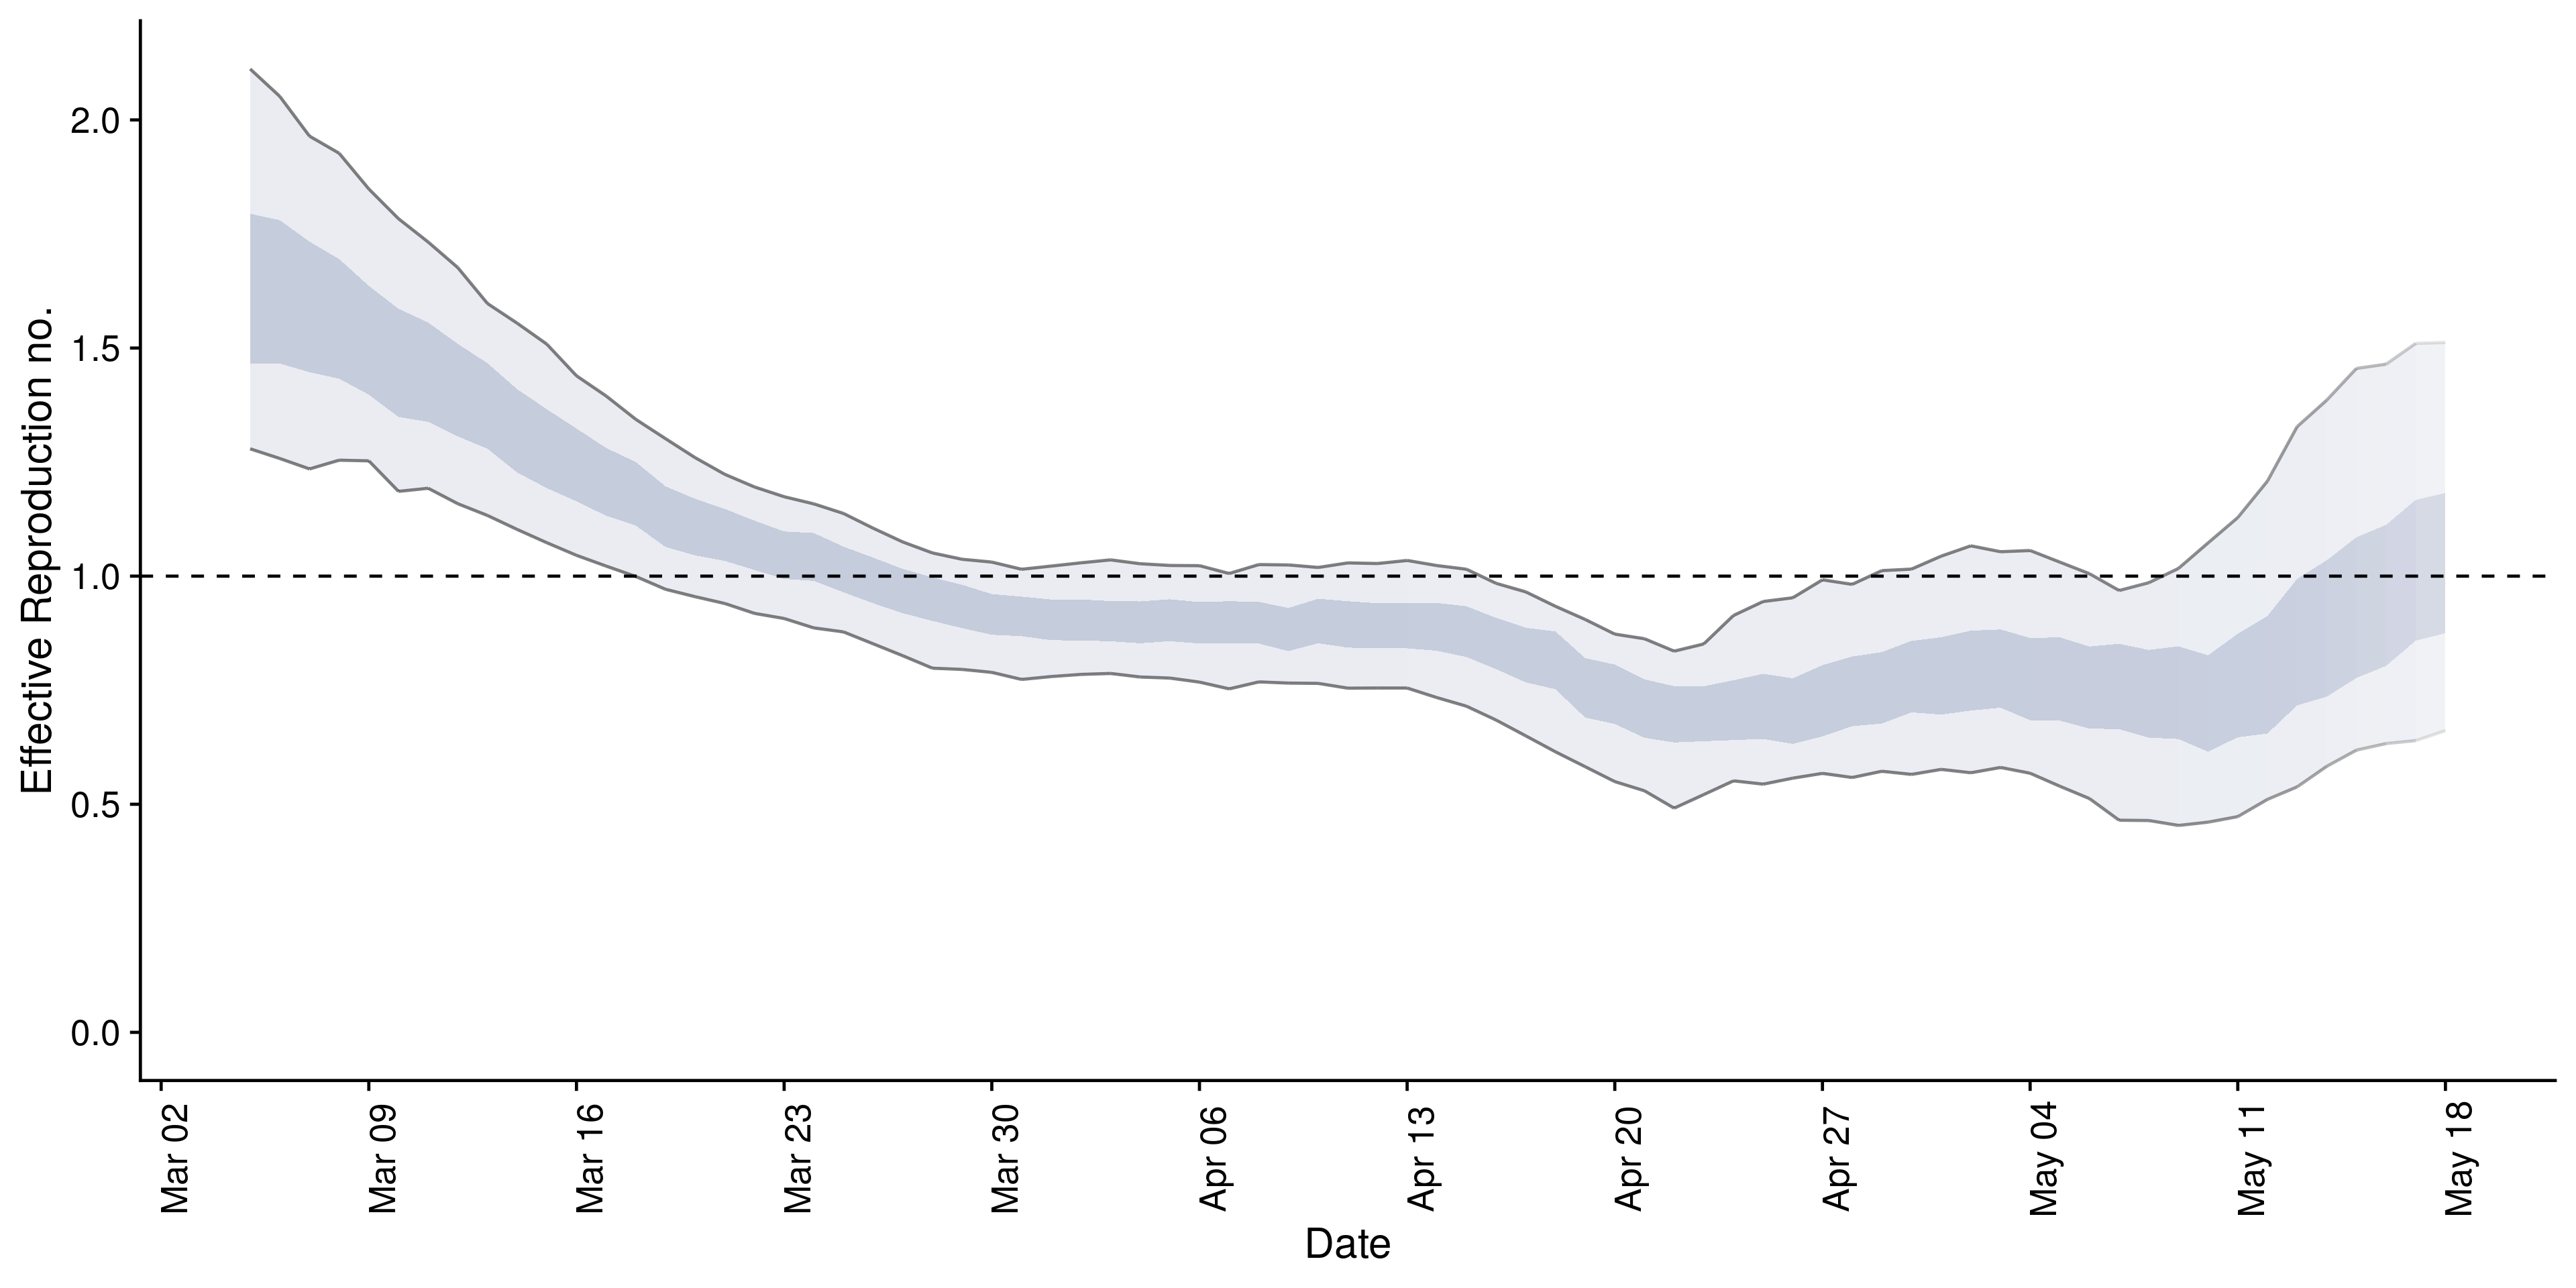 Effective Reproduction no.
2.0
1.5
1.0
0.5
0.0
Mar 02
Mar 09
Mar 16
Mar 23
Mar 30
Apr 06
Apr 13
Apr 20
Apr 27
May 04
May 11
May 18
Date